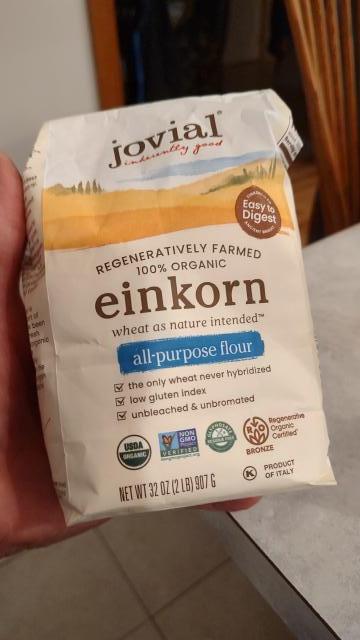 jovial®
inherently good
Easy to
Digest
REGENERATIVELY FARMED
100% ORGANIC
einkorn
wheat as nature intended™
all-purpose flour
the only wheat never hybridized
low gluten index
unbleached & unbromated
USDA
ORGANIC
NON
GMO
Project
VERIFIED
Regenerative
Organic
Certified
BRONZE
K
PRODUCT
OF ITALY
NET WT 32 OZ (2 LB) 907 G